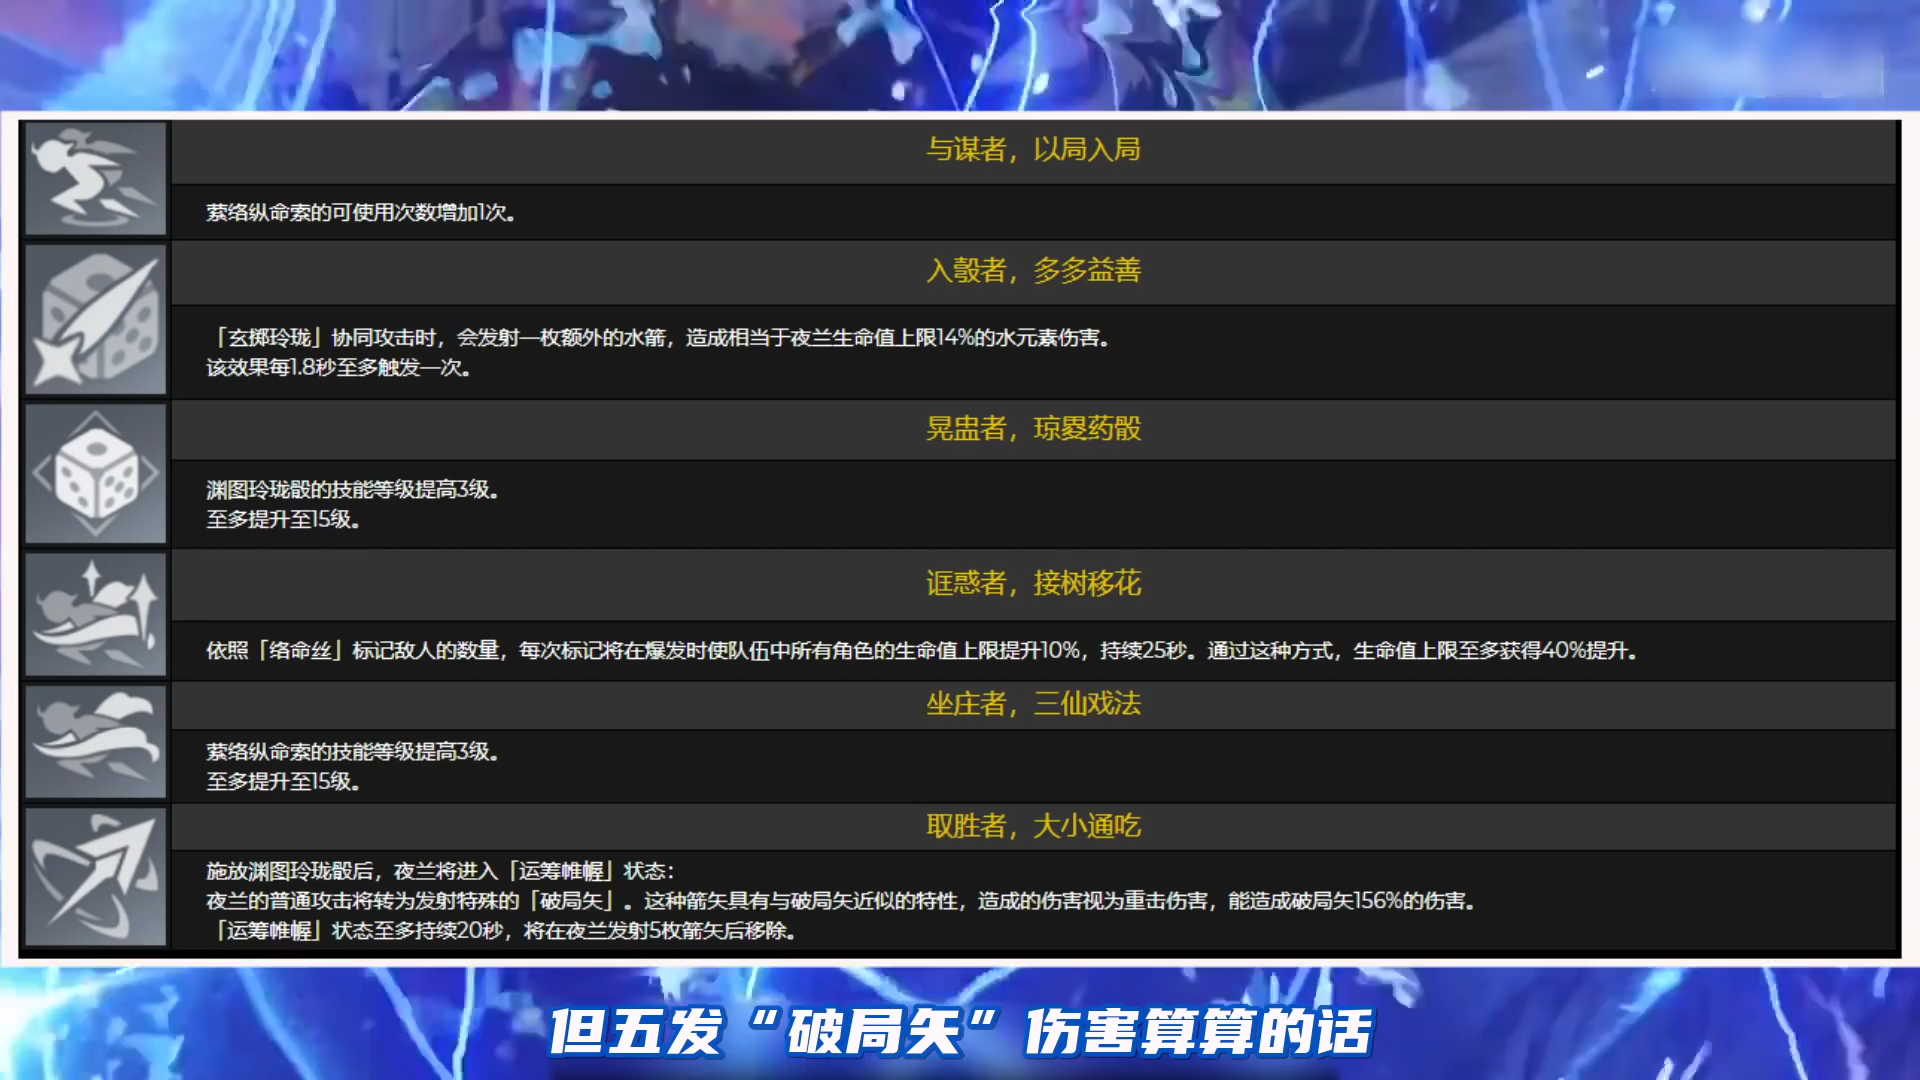 与谋者，以局入局
萦络纵命索的可使用次数增加1次。
入彀者，多多益善
「玄掷玲珑」协同攻击时，会发射一枚额外的水箭，造成相当于夜兰生命值上限14%的水元素伤害。
该效果每1.8秒至多触发一次。
晃盅者，琼畟药骰
渊图玲珑骰的技能等级提高3级。
至多提升至15级。
诓惑者，接树移花
依照「络命丝」标记敌人的数量，每次标记将在爆发时使队伍中所有角色的生命值上限提升10%，持续25秒。通过这种方式，生命值上限至多获得40%提升。
坐庄者，三仙戏法
萦络纵命索的技能等级提高3级。
至多提升至15级。
取胜者，大小通吃
施放渊图玲珑骰后，夜兰将进入「运筹帷幄」状态：
夜兰的普通攻击将转为发射特殊的「破局矢」。这种箭矢具有与破局矢近似的特性，造成的伤害视为重击伤害，能造成破局矢156%的伤害。
「运筹帷幄」状态至多持续20秒，将在夜兰发射5枚箭矢后移除。
但五发“破局矢”伤害算算的话